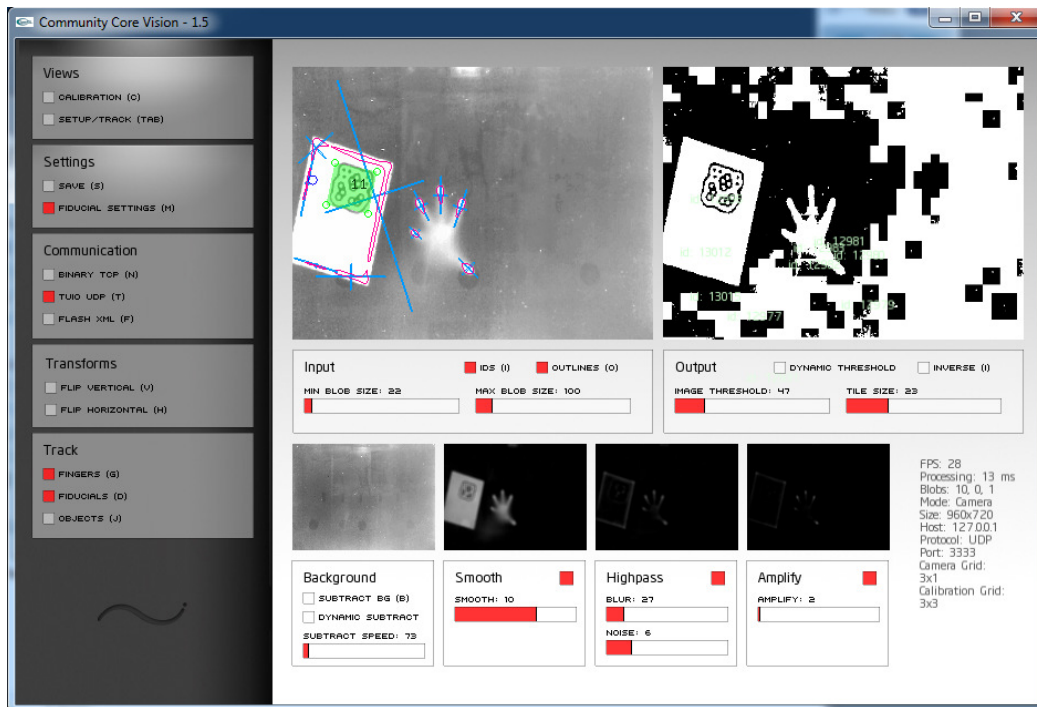 Community Core Vision - 1.5
Views
CALIBRATION (C)
SETUP/TRACK (TAB)
Settings
SAVE (S)
FIDUCIAL SETTINGS (M)
Communication
BINARY TCP (N)
TUIO UDP (T)
FLASH XML (F)
Transforms
FLIP VERTICAL (V)
FLIP HORIZONTAL (H)
Track
FINGERS (G)
FIDUCIALS (D)
OBJECTS (J)
11
id: 13012
12981
Input
IDS (I)
OUTLINES (O)
MIN BLOB SIZE: 22
MAX BLOB SIZE: 100
Output
DYNAMIC THRESHOLD
INVERSE (I)
IMAGE THRESHOLD: 47
TILE SIZE: 23
Background
SUBTRACT BG (B)
DYNAMIC SUBTRACT
SUBTRACT SPEED: 73
Smooth
SMOOTH: 10
Highpass
BLUR: 27
NOISE: 6
Amplify
AMPLIFY: 2
FPS: 28
Processing: 13 ms
Blobs: 10, 0, 1
Mode: Camera
Size: 960x720
Host: 127.0.0.1
Protocol: UDP
Port: 3333
Camera Grid:
3x1
Calibration Grid:
3x3